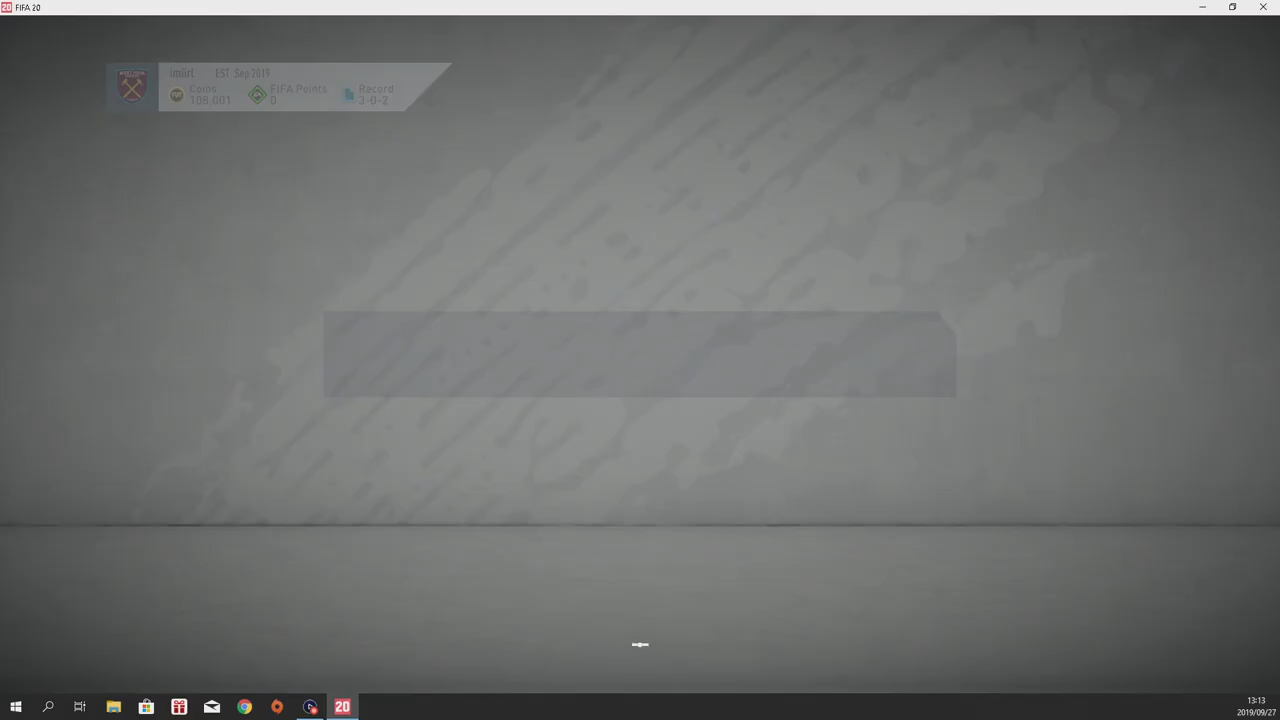 FIFA 20
imiirl EST. Sep 2019
Coins FIFA Points Record
108,001 0 3-0-2
20
13:13
2019/09/27